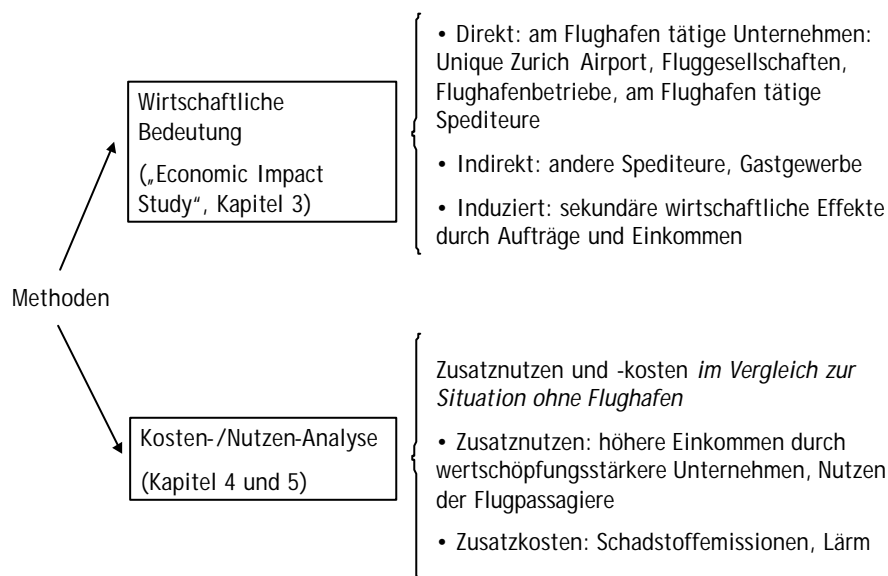 Methoden
Wirtschaftliche
Bedeutung
(„Economic Impact
Study“, Kapitel 3)
• Direkt: am Flughafen tätige Unternehmen:
Unique Zurich Airport, Fluggesellschaften,
Flughafenbetriebe, am Flughafen tätige
Spediteure
• Indirekt: andere Spediteure, Gastgewerbe
• Induziert: sekundäre wirtschaftliche Effekte
durch Aufträge und Einkommen
Kosten-/Nutzen-Analyse
(Kapitel 4 und 5)
Zusatznutzen und -kosten im Vergleich zur
Situation ohne Flughafen
• Zusatznutzen: höhere Einkommen durch
wertschöpfungsstärkere Unternehmen, Nutzen
der Flugpassagiere
• Zusatzkosten: Schadstoffemissionen, Lärm